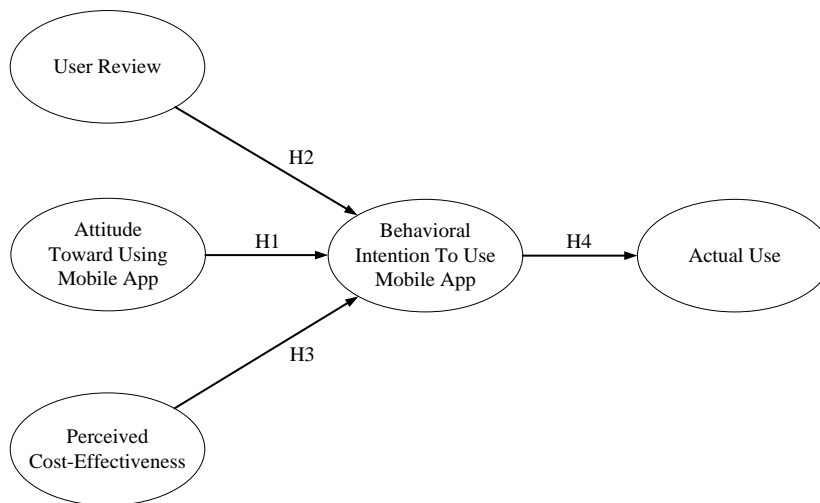 User Review
H2
Attitude
Toward Using
Mobile App
H1
Behavioral
Intention To Use
Mobile App
H4
Actual Use
H3
Perceived
Cost-Effectiveness